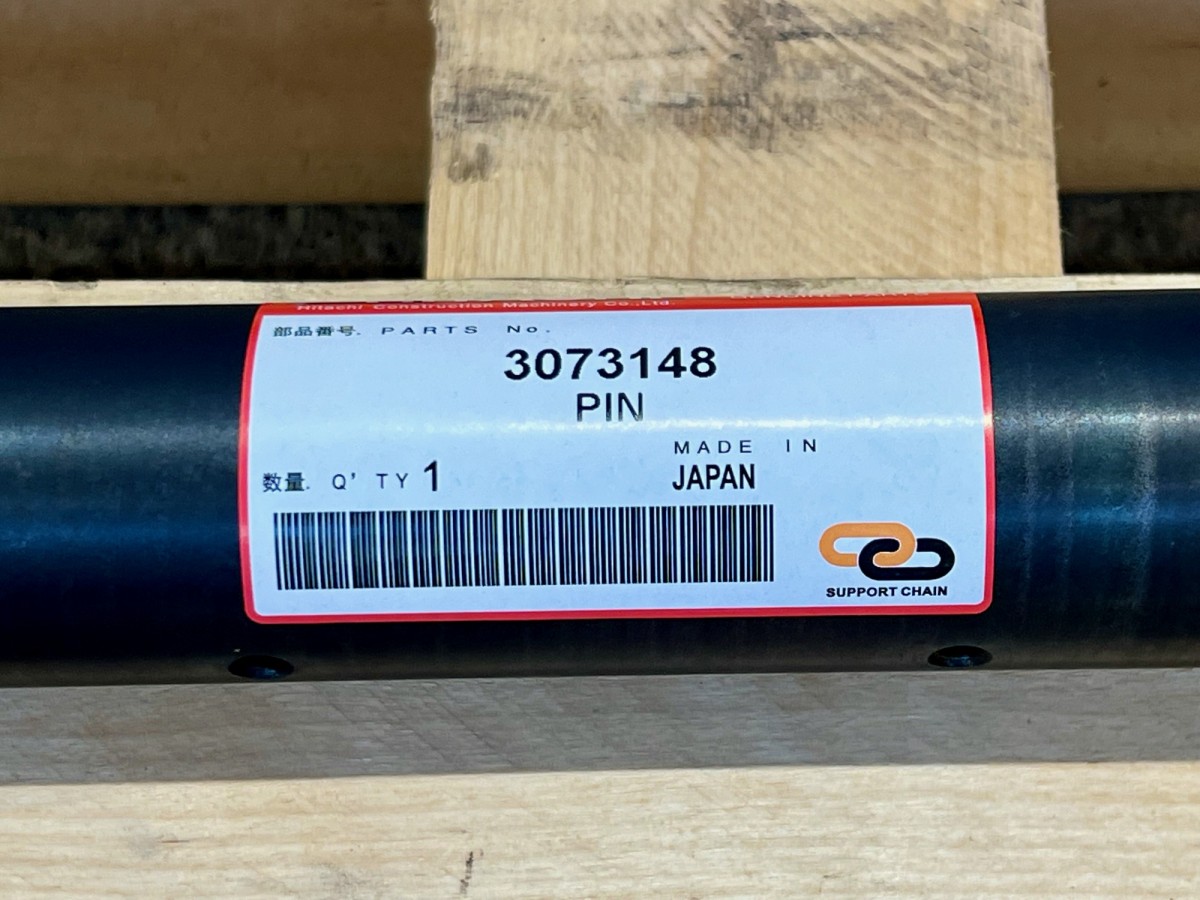 Hitachi Construction Machinery Co.,Ltd.
部品番号. PARTS No.
3073148
PIN
MADE IN
数量. Q' TY 1
JAPAN
SUPPORT CHAIN